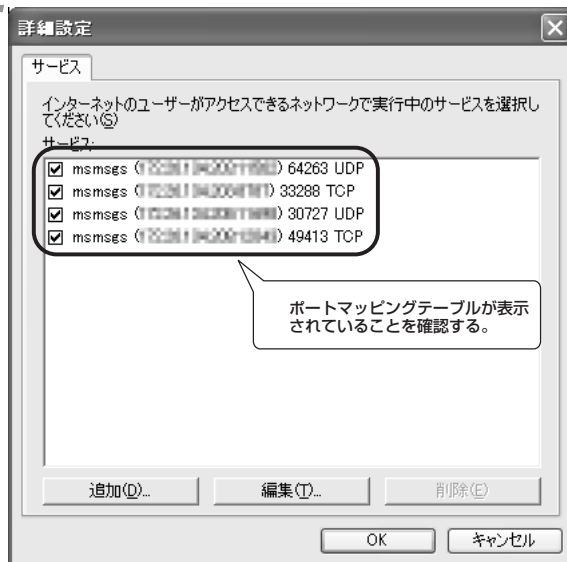 詳細設定
サービス
インターネットのユーザーがアクセスできるネットワークで実行中のサービスを選択し
てください(S)
サービス:
msmsgs ( ) 64263 UDP
msmsgs ( ) 33288 TCP
msmsgs ( ) 30727 UDP
msmsgs ( ) 49413 TCP
ポートマッピングテーブルが表示
されていることを確認する。
追加(D)...
編集(T)...
削除(E)
OK
キャンセル